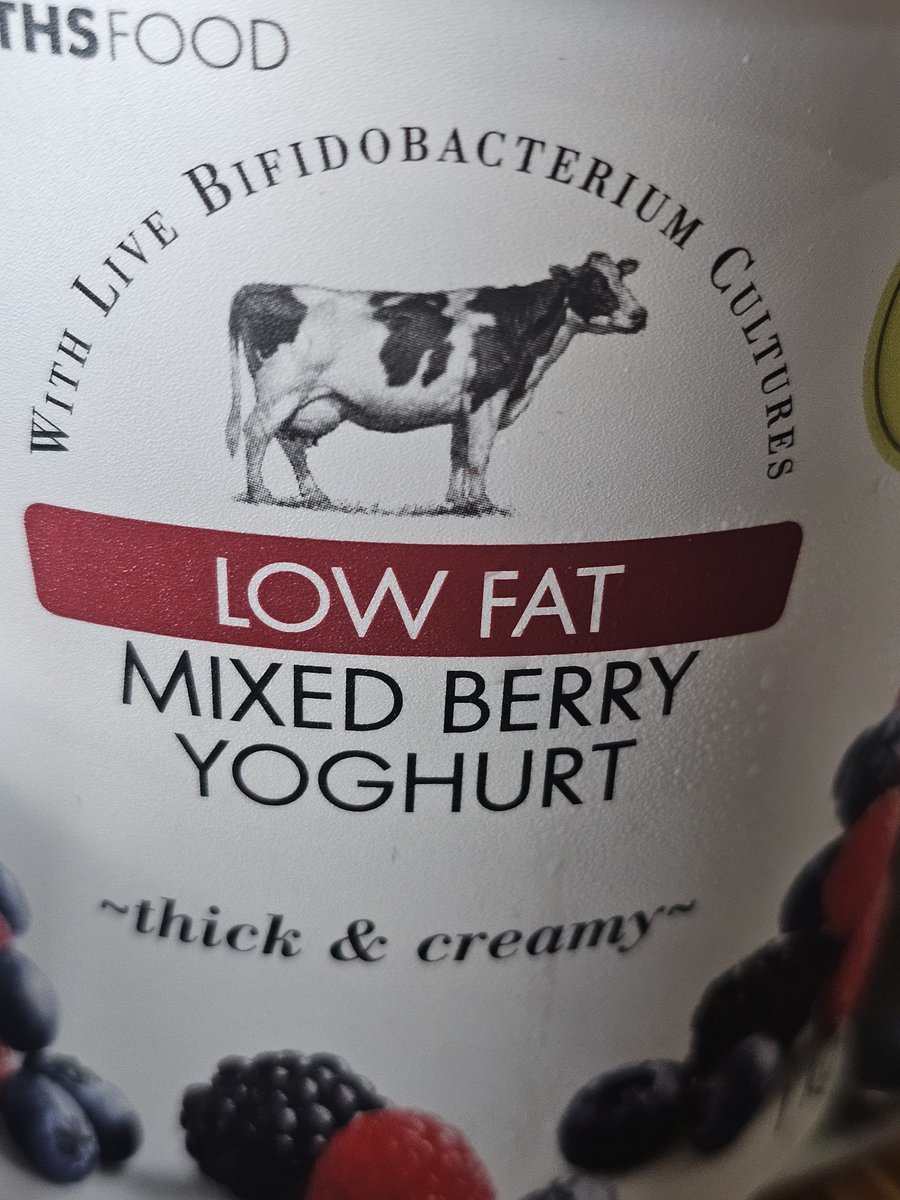 THSFOOD
With Live Bifidobacterium Cultures
LOW FAT
MIXED BERRY
YOGHURT
~thick & creamy~